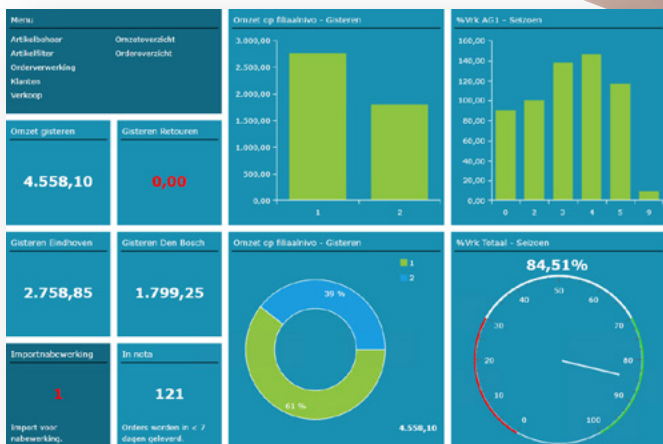 Menu
Artikelbeheer
Omzetoverzicht
Artikelfilter
Orderoverzicht
Orderverwerking
Klanten
Verkoop
Omzet gisteren
4.558,10
Gisteren Retouren
0,00
Gisteren Eindhoven
2.758,85
Gisteren Den Bosch
1.799,25
Importnabewerking
1
Import voor
nabewerking.
In nota
121
Orders worden in < 7
dagen geleverd.
Omzet op filiaalnivo - Gisteren
3.000,00
2.500,00
2.000,00
1.500,00
1.000,00
500,00
0,00
1
2
%Vrk AG1 - Seizoen
160,00
140,00
120,00
100,00
80,00
60,00
40,00
20,00
0,00
0
2
3
4
5
9
Omzet op filiaalnivo - Gisteren
1
2
39 %
61 %
4.558,10
%Vrk Totaal - Seizoen
84,51%
0
10
20
30
40
50
60
70
80
90
100